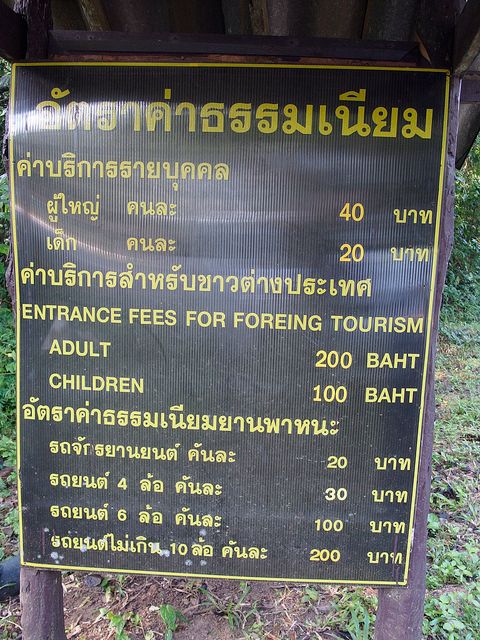 อัตราค่าธรรมเนียม
ค่าบริการรายบุคคล
ผู้ใหญ่ คนละ 40 บาท
เด็ก คนละ 20 บาท
ค่าบริการสำหรับชาวต่างประเทศ
ENTRANCE FEES FOR FOREING TOURISM
ADULT 200 BAHT
CHILDREN 100 BAHT
อัตราค่าธรรมเนียมยานพาหนะ
รถจักรยานยนต์ คันละ 20 บาท
รถยนต์ 4 ล้อ คันละ 30 บาท
รถยนต์ 6 ล้อ คันละ 100 บาท
รถยนต์ไม่เกิน 10 ล้อ คันละ 200 บาท